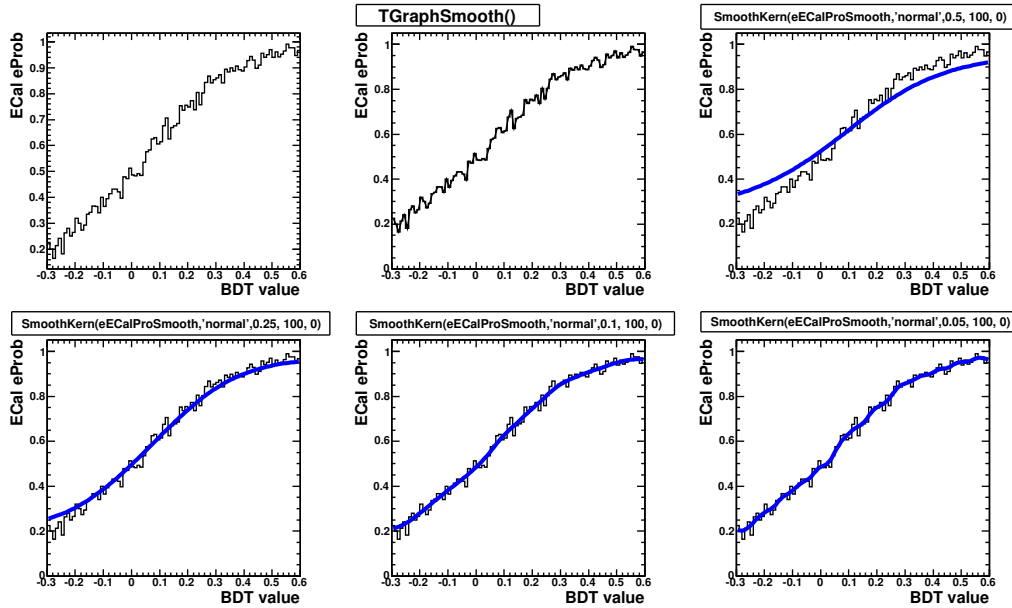 TGraphSmooth()
SmoothKern(eECalProSmooth,'normal',0.5, 100, 0)
ECal eProb
1
0.9
0.8
0.7
0.6
0.5
0.4
0.3
0.2
-0.3 -0.2 -0.1 0 0.1 0.2 0.3 0.4 0.5 0.6
BDT value
ECal eProb
1
0.8
0.6
0.4
0.2
0
-0.3 -0.2 -0.1 0 0.1 0.2 0.3 0.4 0.5 0.6
BDT value
ECal eProb
1
0.8
0.6
0.4
0.2
0
-0.3 -0.2 -0.1 0 0.1 0.2 0.3 0.4 0.5 0.6
BDT value
SmoothKern(eECalProSmooth,'normal',0.25, 100, 0)
SmoothKern(eECalProSmooth,'normal',0.1, 100, 0)
SmoothKern(eECalProSmooth,'normal',0.05, 100, 0)
ECal eProb
1
0.8
0.6
0.4
0.2
0
-0.3 -0.2 -0.1 0 0.1 0.2 0.3 0.4 0.5 0.6
BDT value
ECal eProb
1
0.8
0.6
0.4
0.2
0
-0.3 -0.2 -0.1 0 0.1 0.2 0.3 0.4 0.5 0.6
BDT value
ECal eProb
1
0.8
0.6
0.4
0.2
0
-0.3 -0.2 -0.1 0 0.1 0.2 0.3 0.4 0.5 0.6
BDT value